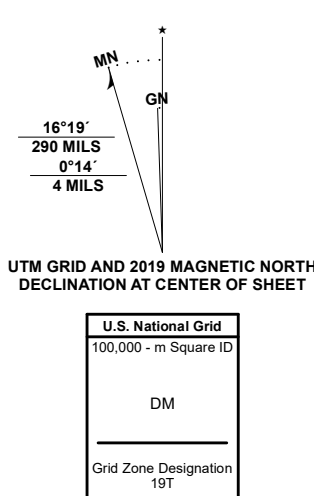 ★
MN
GN
16°19´
290 MILS
0°14´
4 MILS
UTM GRID AND 2019 MAGNETIC NORTH
DECLINATION AT CENTER OF SHEET
U.S. National Grid
100,000 - m Square ID
DM
Grid Zone Designation
19T